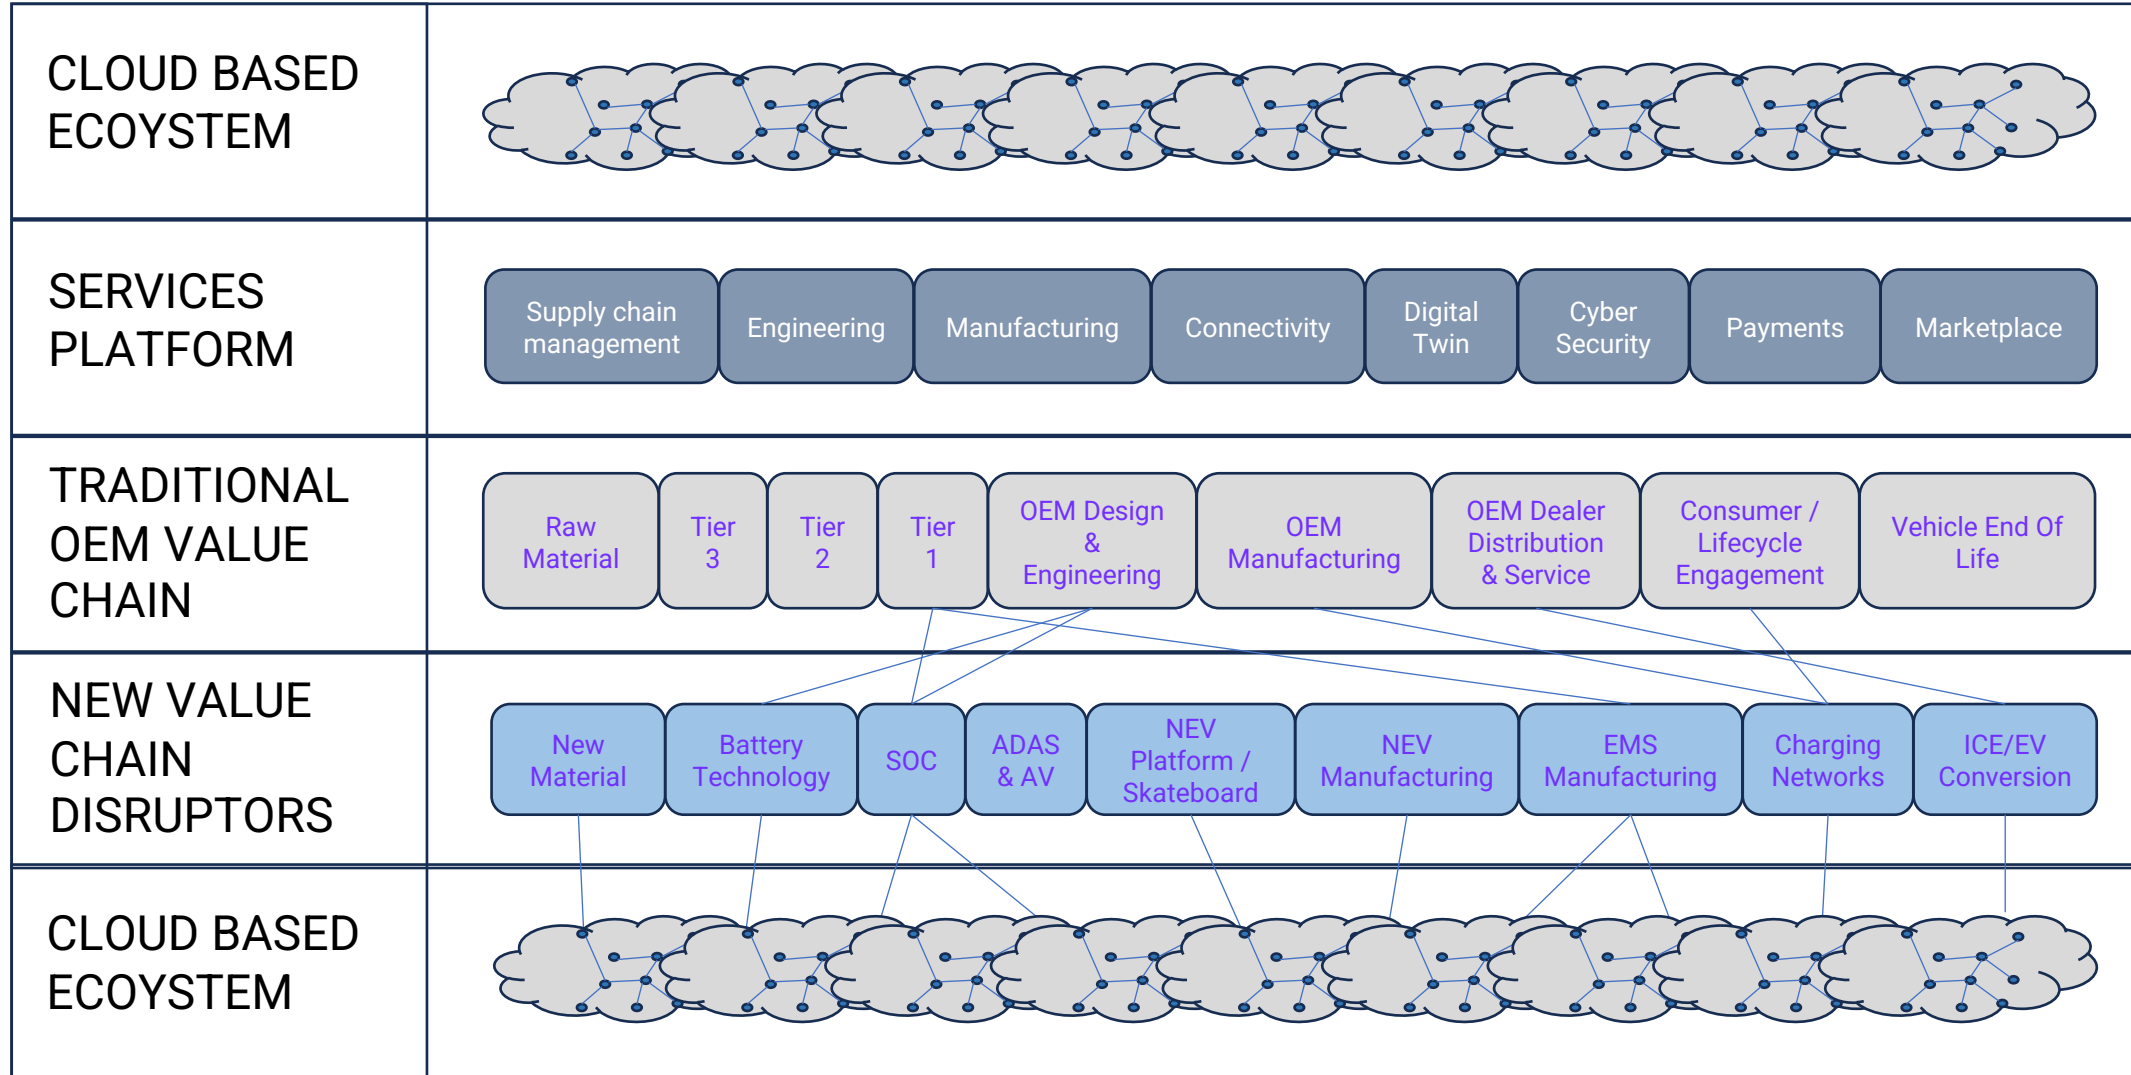 CLOUD BASED
ECOYSTEM
SERVICES
PLATFORM
Supply chain
management
Engineering
Manufacturing
Connectivity
Digital
Twin
Cyber
Security
Payments
Marketplace
TRADITIONAL
OEM VALUE
CHAIN
Raw
Material
Tier
3
Tier
2
Tier
1
OEM Design
&
Engineering
OEM
Manufacturing
OEM Dealer
Distribution
& Service
Consumer /
Lifecycle
Engagement
Vehicle End Of
Life
NEW VALUE
CHAIN
DISRUPTORS
New
Material
Battery
Technology
SOC
ADAS
& AV
NEV
Platform /
Skateboard
NEV
Manufacturing
EMS
Manufacturing
Charging
Networks
ICE/EV
Conversion
CLOUD BASED
ECOYSTEM